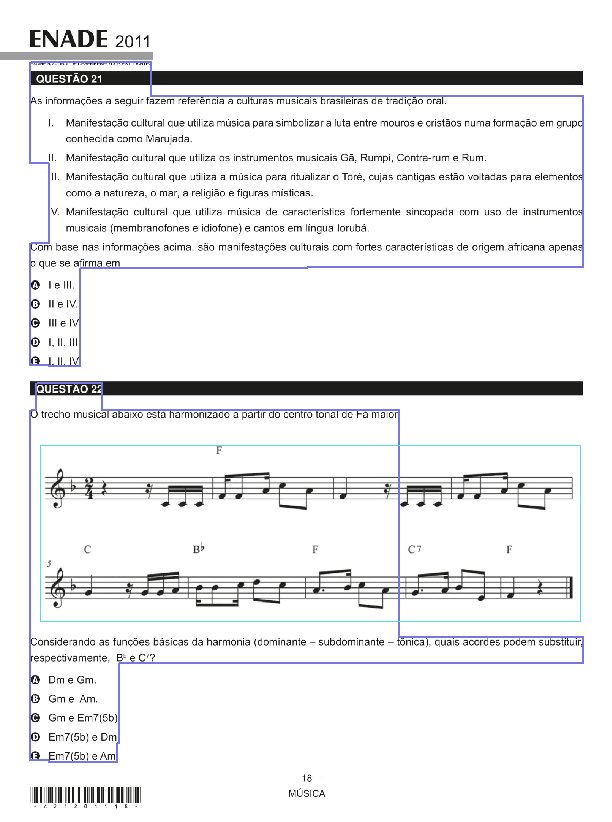 ENADE 2011
QUESTÃO 21
As informações a seguir fazem referência a culturas musicais brasileiras de tradição oral.
I. Manifestação cultural que utiliza música para simbolizar a luta entre mouros e cristãos numa formação em grupo
conhecida como Marujada.
II. Manifestação cultural que utiliza os instrumentos musicais Gã, Rumpi, Contra-rum e Rum.
III. Manifestação cultural que utiliza a música para ritualizar o Toré, cujas cantigas estão voltadas para elementos
como a natureza, o mar, a religião e figuras místicas.
IV. Manifestação cultural que utiliza música de característica fortemente sincopada com uso de instrumentos
musicais (membranofones e idiofone) e cantos em língua Iorubá.
Com base nas informações acima, são manifestações culturais com fortes características de origem africana apenas
o que se afirma em
A I e III.
B II e IV.
C III e IV
D I, II, III
E I, II, IV
QUESTÃO 22
O trecho musical abaixo está harmonizado a partir do centro tonal de Fá maior
F
2
4
C B♭ F C7 F
5
Considerando as funções básicas da harmonia (dominante – subdominante – tônica), quais acordes podem substituir,
respectivamente, B♭ e C⁷?
A Dm e Gm.
B Gm e Am.
C Gm e Em7(5b)
D Em7(5b) e Dm
E Em7(5b) e Am
18
MÚSICA